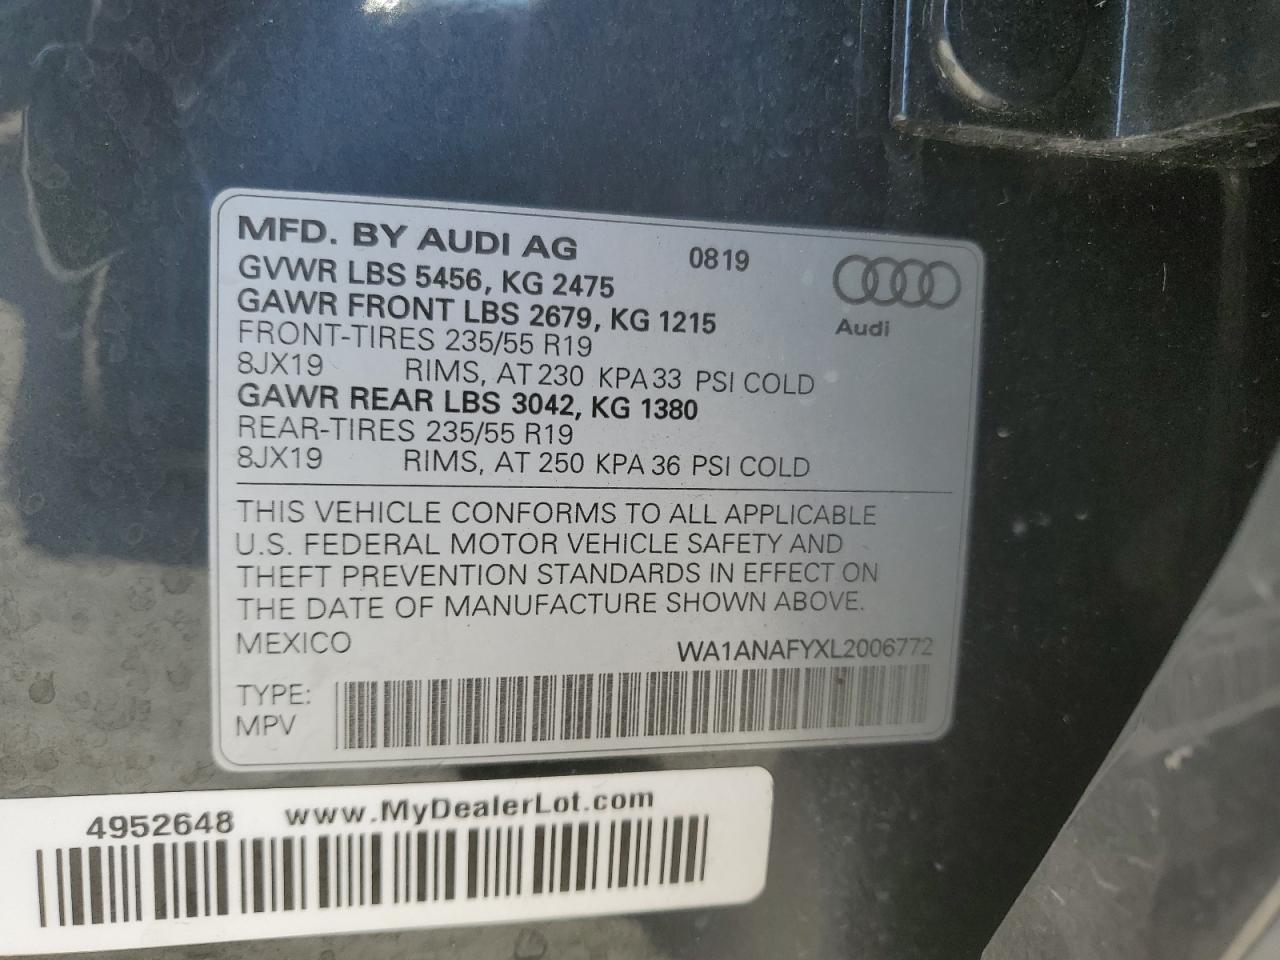 MFD. BY AUDI AG 0819
GVWR LBS 5456, KG 2475
GAWR FRONT LBS 2679, KG 1215
Audi
FRONT-TIRES 235/55 R19
8JX19 RIMS, AT 230 KPA 33 PSI COLD
GAWR REAR LBS 3042, KG 1380
REAR-TIRES 235/55 R19
8JX19 RIMS, AT 250 KPA 36 PSI COLD
THIS VEHICLE CONFORMS TO ALL APPLICABLE
U.S. FEDERAL MOTOR VEHICLE SAFETY AND
THEFT PREVENTION STANDARDS IN EFFECT ON
THE DATE OF MANUFACTURE SHOWN ABOVE.
MEXICO WA1ANAFYXL2006772
TYPE:
MPV
4952648 www.MyDealerLot.com